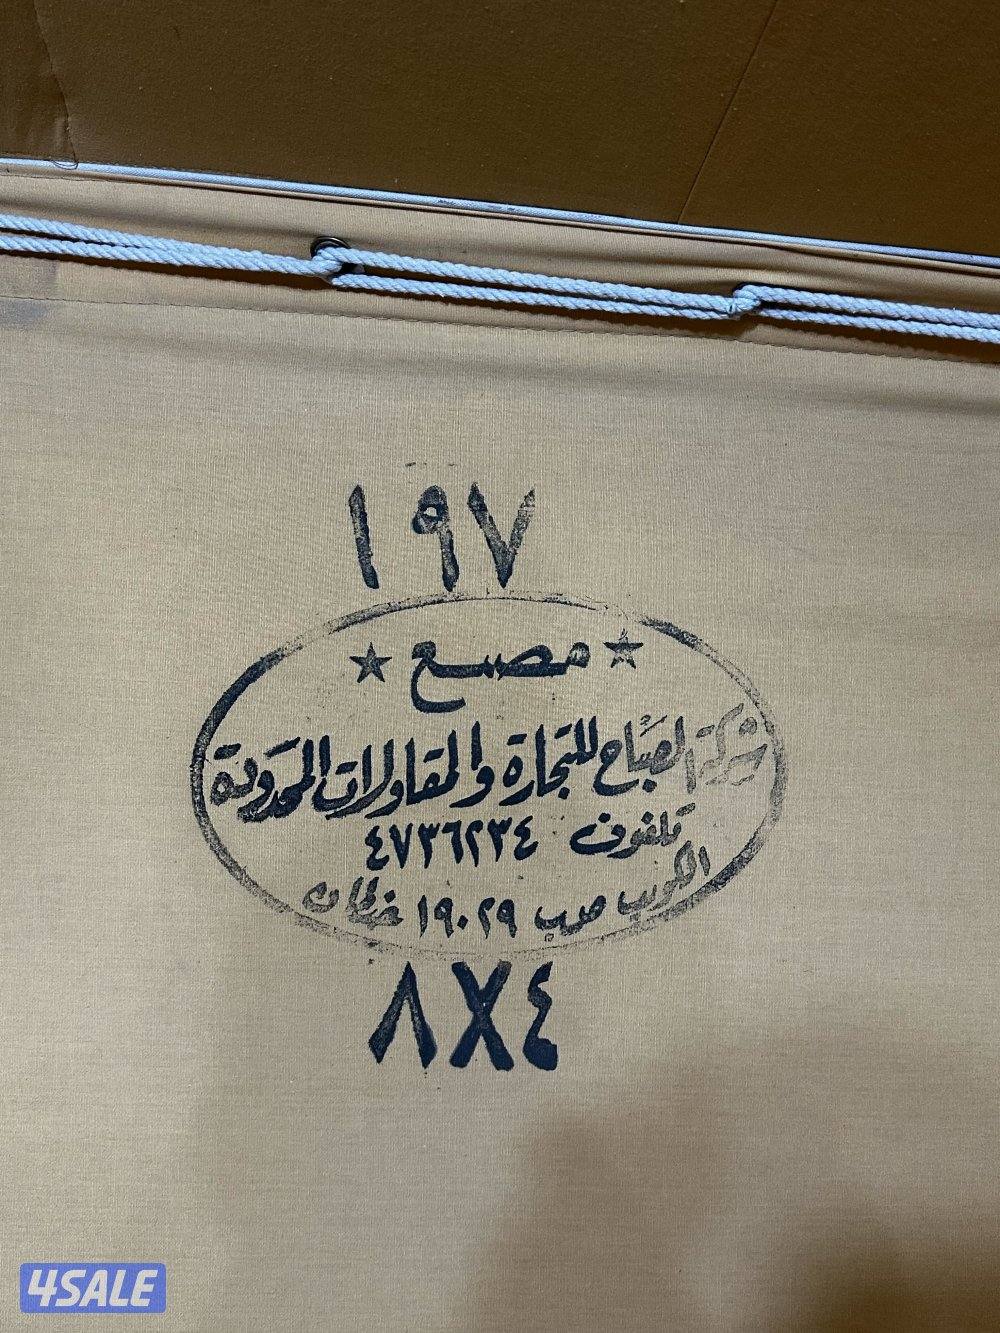 ١٩٧
مصنع
شركة المصباح للتجارة والمقاولات المحدودة
تلفون ٤٧٣٦٢٣٤
الكويت ص.ب ١٩٠٢٩ خيطان
٨X٤
4SALE